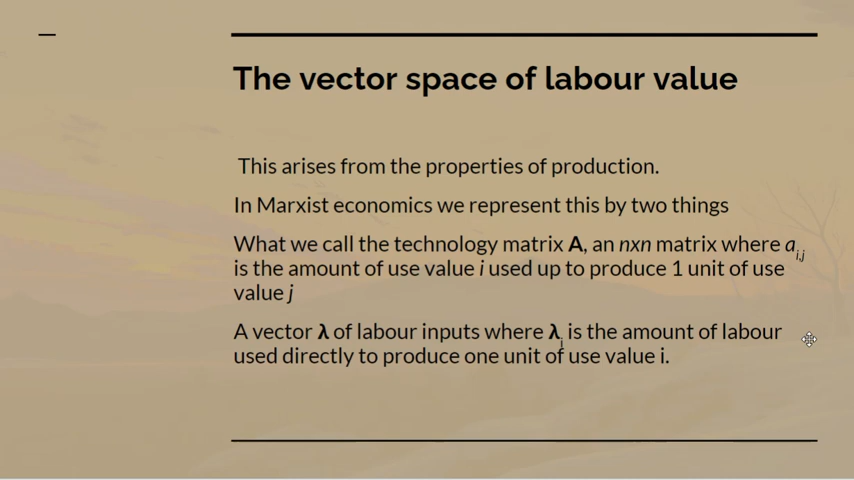 The vector space of labour value
This arises from the properties of production.
In Marxist economics we represent this by two things
What we call the technology matrix A, an nxn matrix where a i,j
is the amount of use value i used up to produce 1 unit of use
value j
A vector λ of labour inputs where λ i is the amount of labour
used directly to produce one unit of use value i.